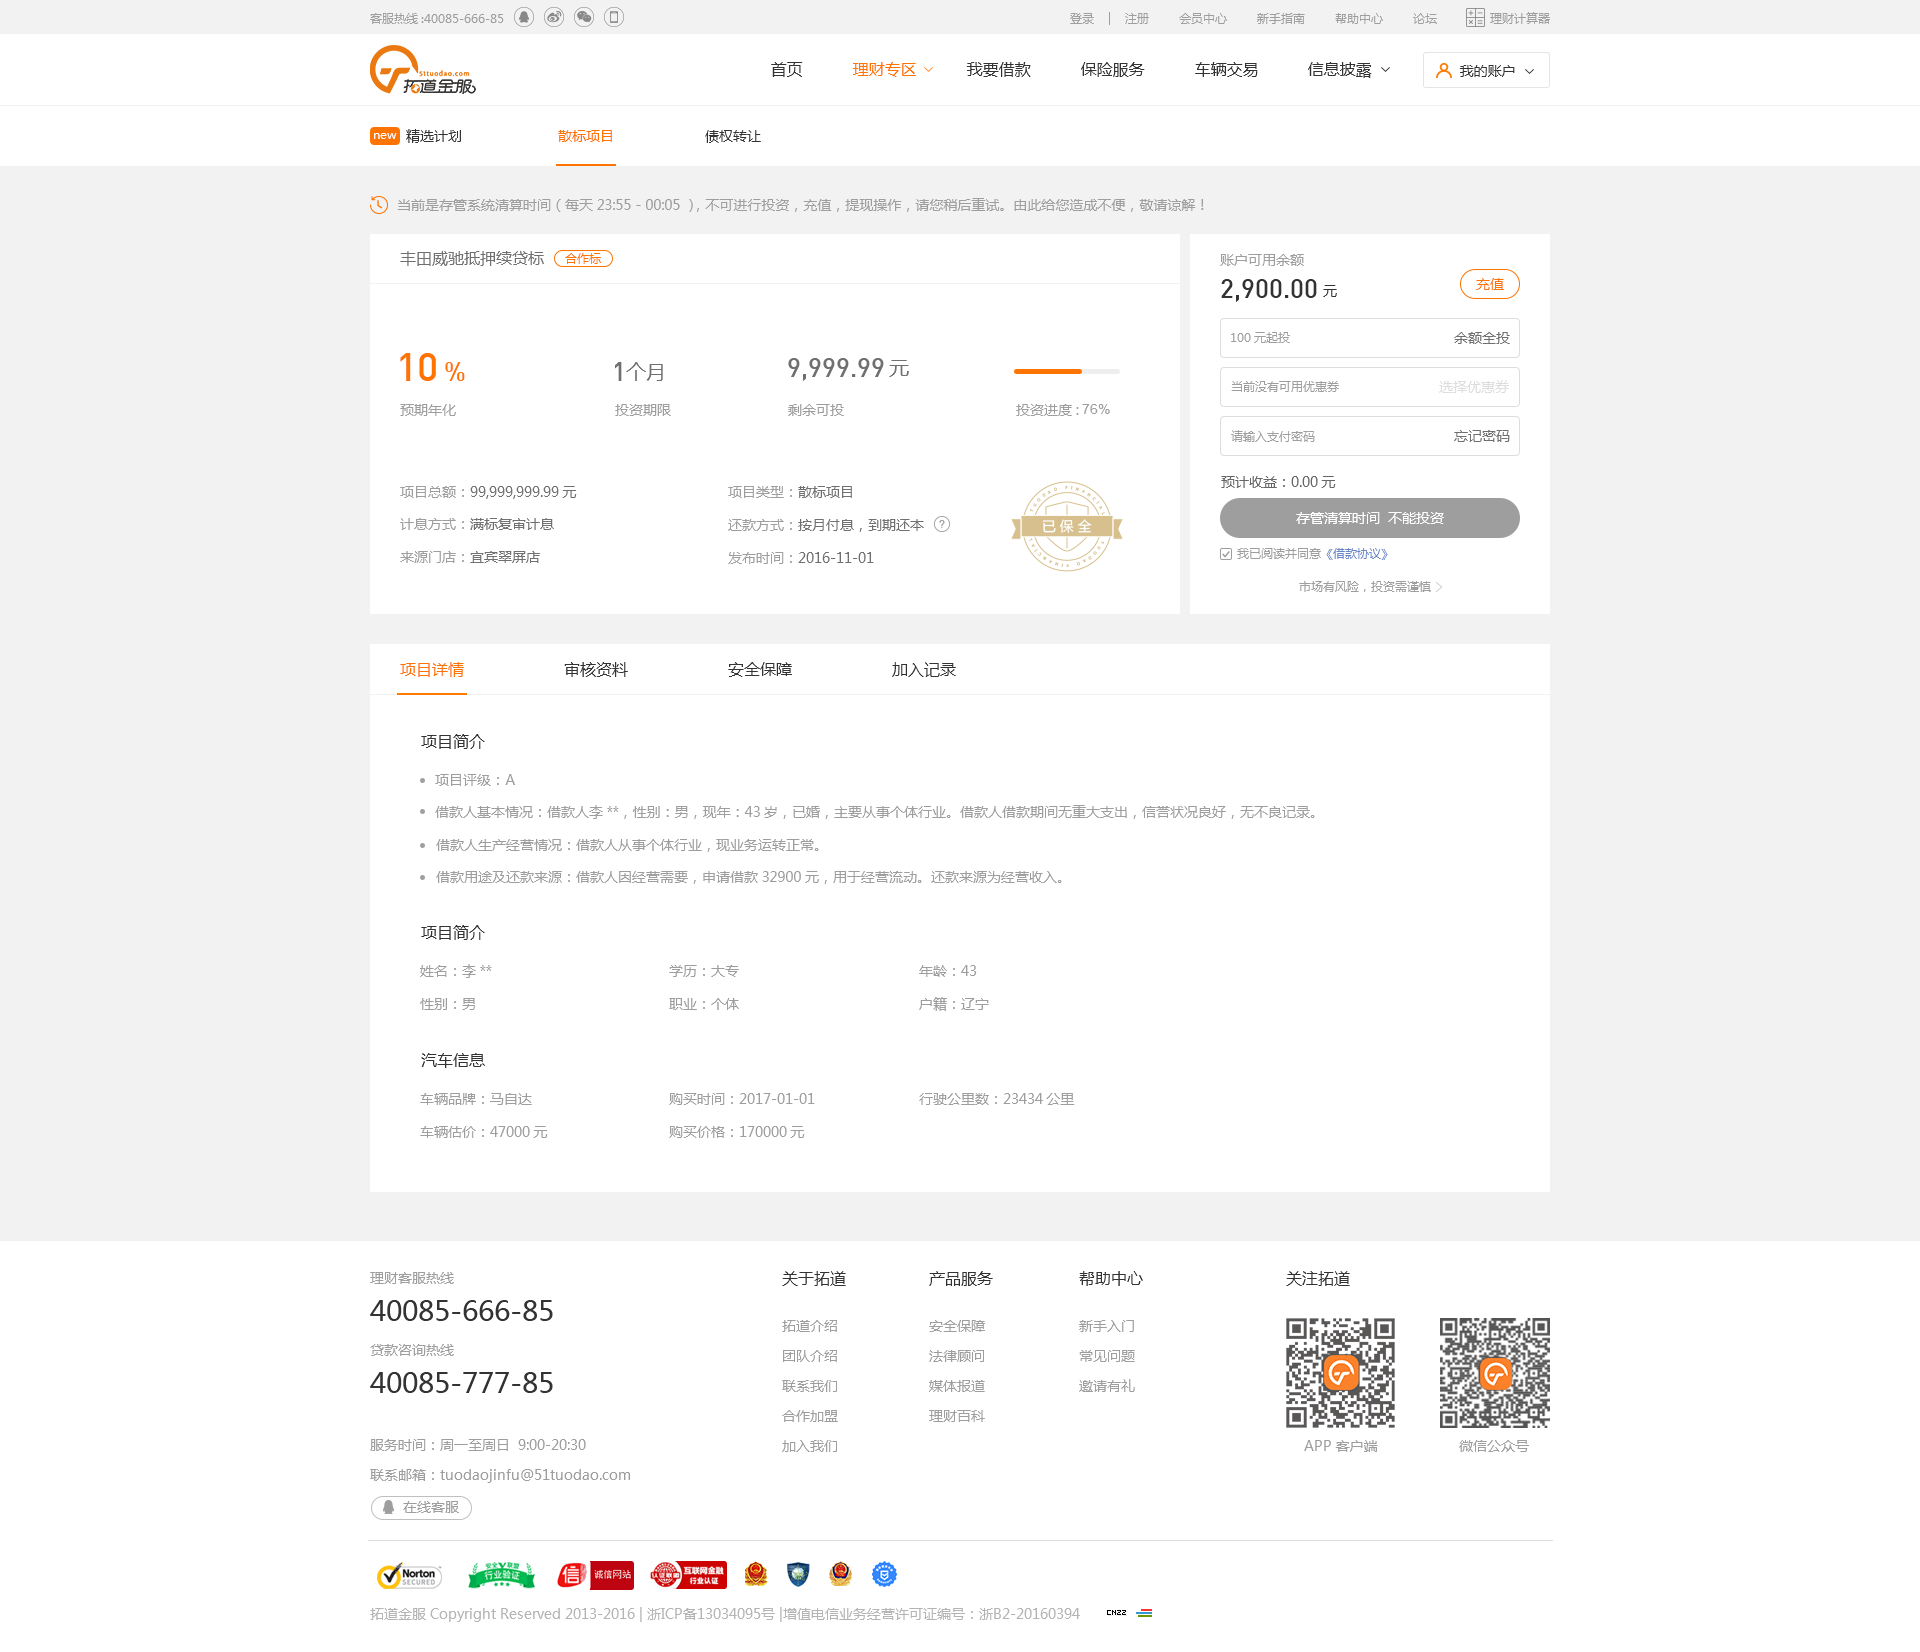 客服热线 :40085-666-85
登录 | 注册 会员中心 新手指南 帮助中心 论坛 理财计算器
51tuodao.com
拓道金服
首页 理财专区 我要借款 保险服务 车辆交易 信息披露 我的账户
new 精选计划 散标项目 债权转让
当前是存管系统清算时间 ( 每天 23:55 - 00:05 )，不可进行投资，充值，提现操作，请您稍后重试。由此给您造成不便，敬请谅解！
丰田威驰抵押续贷标 合作标
10 % 1个月 9,999.99 元
预期年化 投资期限 剩余可投 投资进度 : 76%
项目总额：99,999,999.99 元 项目类型：散标项目
计息方式：满标复审计息 还款方式：按月付息，到期还本 ?
来源门店：宜宾翠屏店 发布时间：2016-11-01
TUODAO FINANCIAL
已保全
TUODAO FINANCIAL
账户可用余额
2,900.00 元 充值
100 元起投 余额全投
当前没有可用优惠券 选择优惠券
请输入支付密码 忘记密码
预计收益：0.00 元
存管清算时间 不能投资
我已阅读并同意《借款协议》
市场有风险，投资需谨慎
项目详情 审核资料 安全保障 加入记录
项目简介
项目评级：A
借款人基本情况：借款人李 **，性别：男，现年：43 岁，已婚，主要从事个体行业。借款人借款期间无重大支出，信誉状况良好，无不良记录。
借款人生产经营情况：借款人从事个体行业，现业务运转正常。
借款用途及还款来源：借款人因经营需要，申请借款 32900 元，用于经营流动。还款来源为经营收入。
项目简介
姓名：李 ** 学历：大专 年龄：43
性别：男 职业：个体 户籍：辽宁
汽车信息
车辆品牌：马自达 购买时间：2017-01-01 行驶公里数：23434 公里
车辆估价：47000 元 购买价格：170000 元
理财客服热线
40085-666-85
贷款咨询热线
40085-777-85
服务时间：周一至周日 9:00-20:30
联系邮箱：tuodaojinfu@51tuodao.com
在线客服
关于拓道
拓道介绍
团队介绍
联系我们
合作加盟
加入我们
产品服务
安全保障
法律顾问
媒体报道
理财百科
帮助中心
新手入门
常见问题
邀请有礼
关注拓道
APP 客户端 微信公众号
Norton
SECURED
安全V联盟
行业验证
信 诚信网站
互联网金融
行业认证
拓道金服 Copyright Reserved 2013-2016 | 浙ICP备13034095号 |增值电信业务经营许可证编号：浙B2-20160394 CNZZ